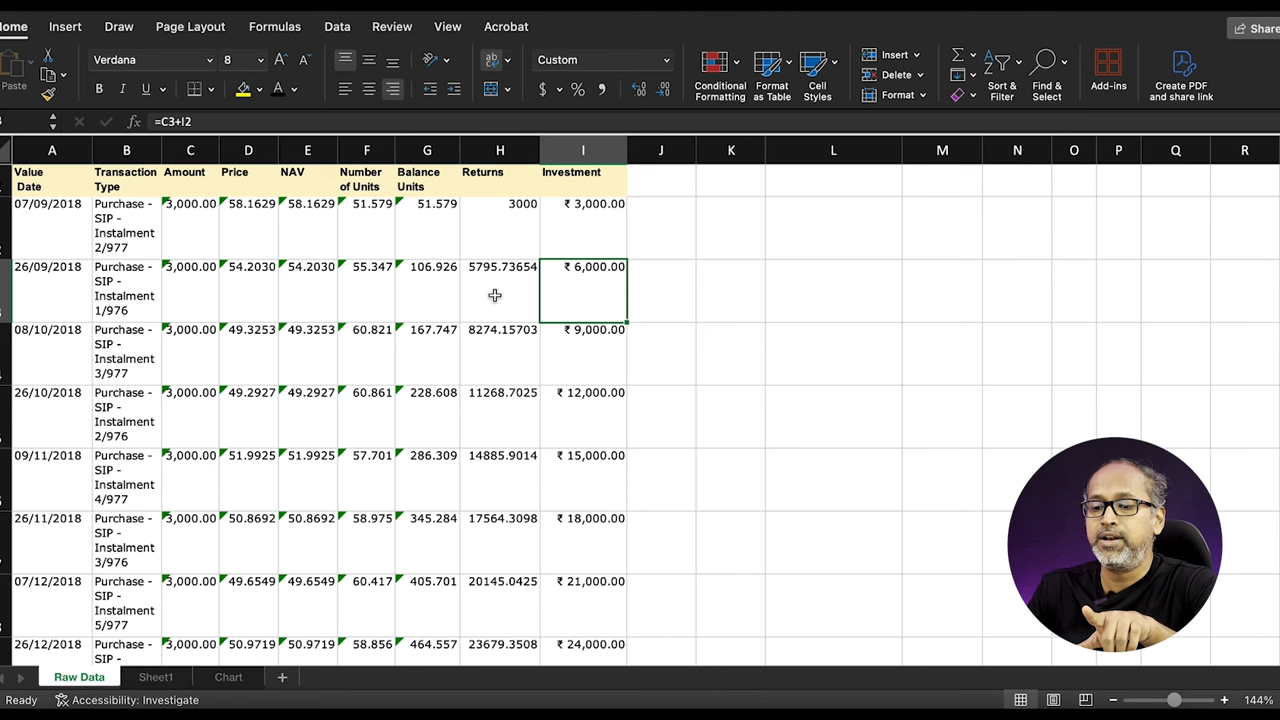 Home Insert Draw Page Layout Formulas Data Review View Acrobat Share
Paste Verdana 8 Custom Conditional Formatting Format as Table Cell Styles Insert Delete Format Sort & Filter Find & Select Add-ins Create PDF and share link
B I U A $ %
fx =C3+I2
A B C D E F G H I J K L M N O P Q R
Value Date Transaction Type Amount Price NAV Number of Units Balance Units Returns Investment
07/09/2018 Purchase - SIP - Instalment 2/977 3,000.00 58.1629 58.1629 51.579 51.579 3000 ₹ 3,000.00
26/09/2018 Purchase - SIP - Instalment 1/976 3,000.00 54.2030 54.2030 55.347 106.926 5795.73654 ₹ 6,000.00
08/10/2018 Purchase - SIP - Instalment 3/977 3,000.00 49.3253 49.3253 60.821 167.747 8274.15703 ₹ 9,000.00
26/10/2018 Purchase - SIP - Instalment 2/976 3,000.00 49.2927 49.2927 60.861 228.608 11268.7025 ₹ 12,000.00
09/11/2018 Purchase - SIP - Instalment 4/977 3,000.00 51.9925 51.9925 57.701 286.309 14885.9014 ₹ 15,000.00
26/11/2018 Purchase - SIP - Instalment 3/976 3,000.00 50.8692 50.8692 58.975 345.284 17564.3098 ₹ 18,000.00
07/12/2018 Purchase - SIP - Instalment 5/977 3,000.00 49.6549 49.6549 60.417 405.701 20145.0425 ₹ 21,000.00
26/12/2018 Purchase - SIP - 3,000.00 50.9719 50.9719 58.856 464.557 23679.3508 ₹ 24,000.00
Raw Data Sheet1 Chart
Ready Accessibility: Investigate 144%